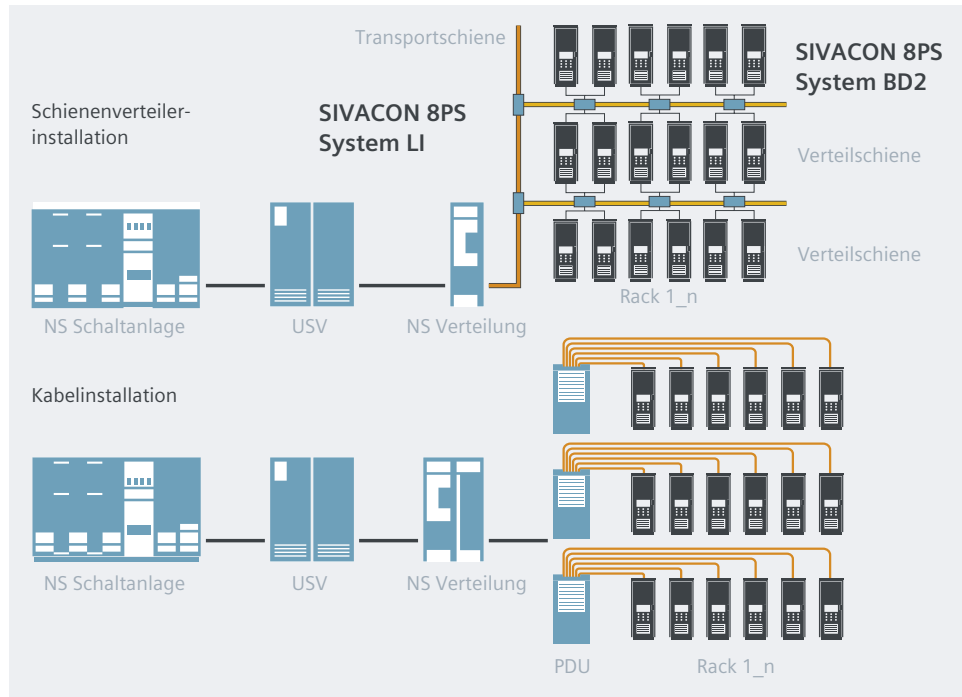 Transportschiene
SIVACON 8PS
System BD2
Schienenverteiler-
installation
SIVACON 8PS
System LI
Verteilschiene
Verteilschiene
Rack 1_n
NS Schaltanlage
USV
NS Verteilung
Kabelinstallation
NS Schaltanlage
USV
NS Verteilung
PDU
Rack 1_n